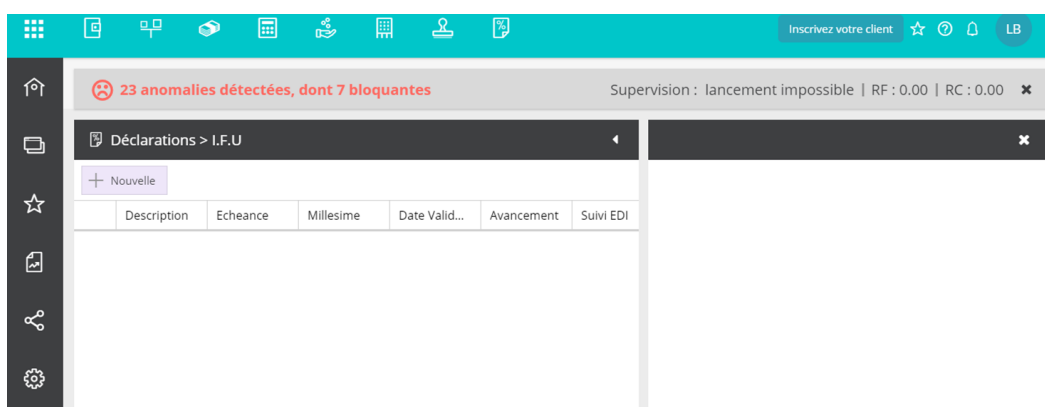 Inscrivez votre client
LB
23 anomalies détectées, dont 7 bloquantes
Supervision : lancement impossible | RF : 0.00 | RC : 0.00
Déclarations > I.F.U
Nouvelle
Description Echeance Millesime Date Valid... Avancement Suivi EDI